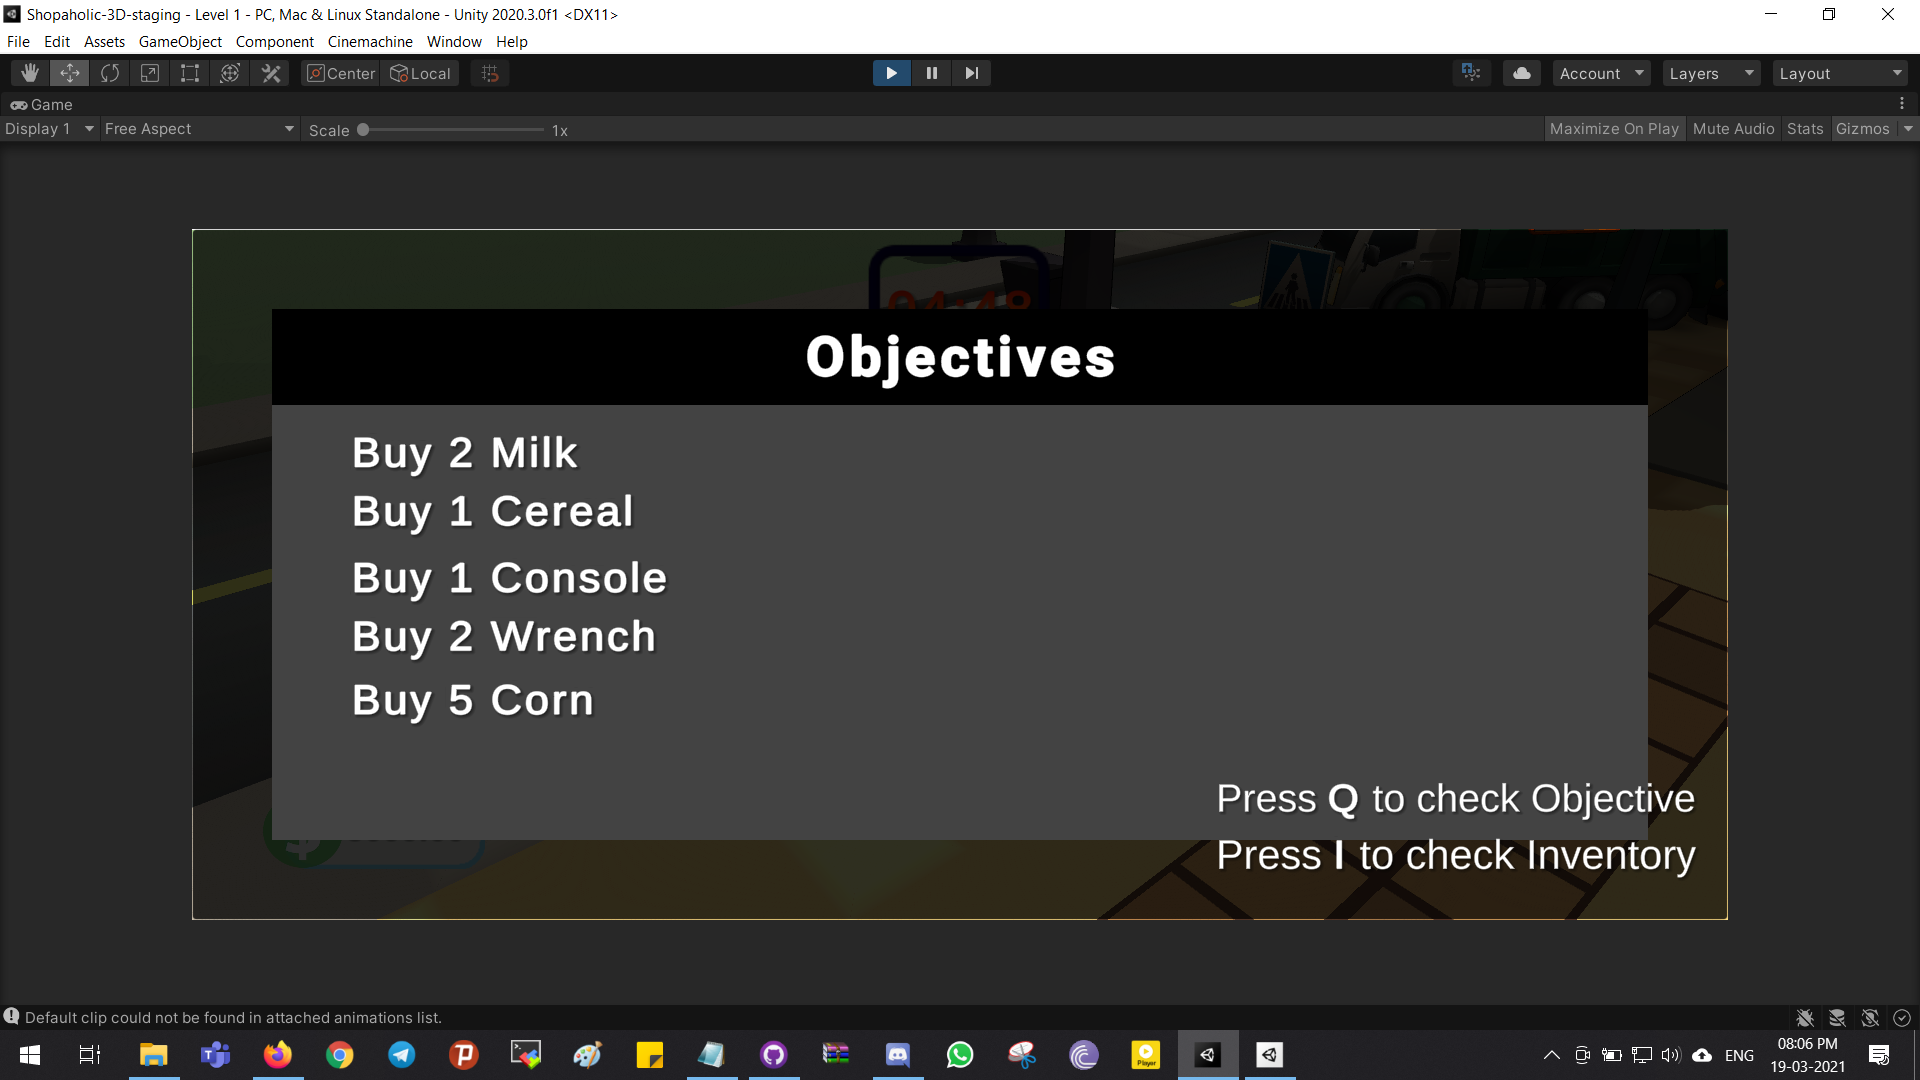 Shopaholic-3D-staging - Level 1 - PC, Mac & Linux Standalone - Unity 2020.3.0f1 <DX11>
File Edit Assets GameObject Component Cinemachine Window Help
Center Local Account Layers Layout
Game
Display 1 Free Aspect Scale 1x Maximize On Play Mute Audio Stats Gizmos
04:48
Objectives
Buy 2 Milk
Buy 1 Cereal
Buy 1 Console
Buy 2 Wrench
Buy 5 Corn
Press Q to check Objective
Press I to check Inventory
Default clip could not be found in attached animations list.
ENG
08:06 PM
19-03-2021